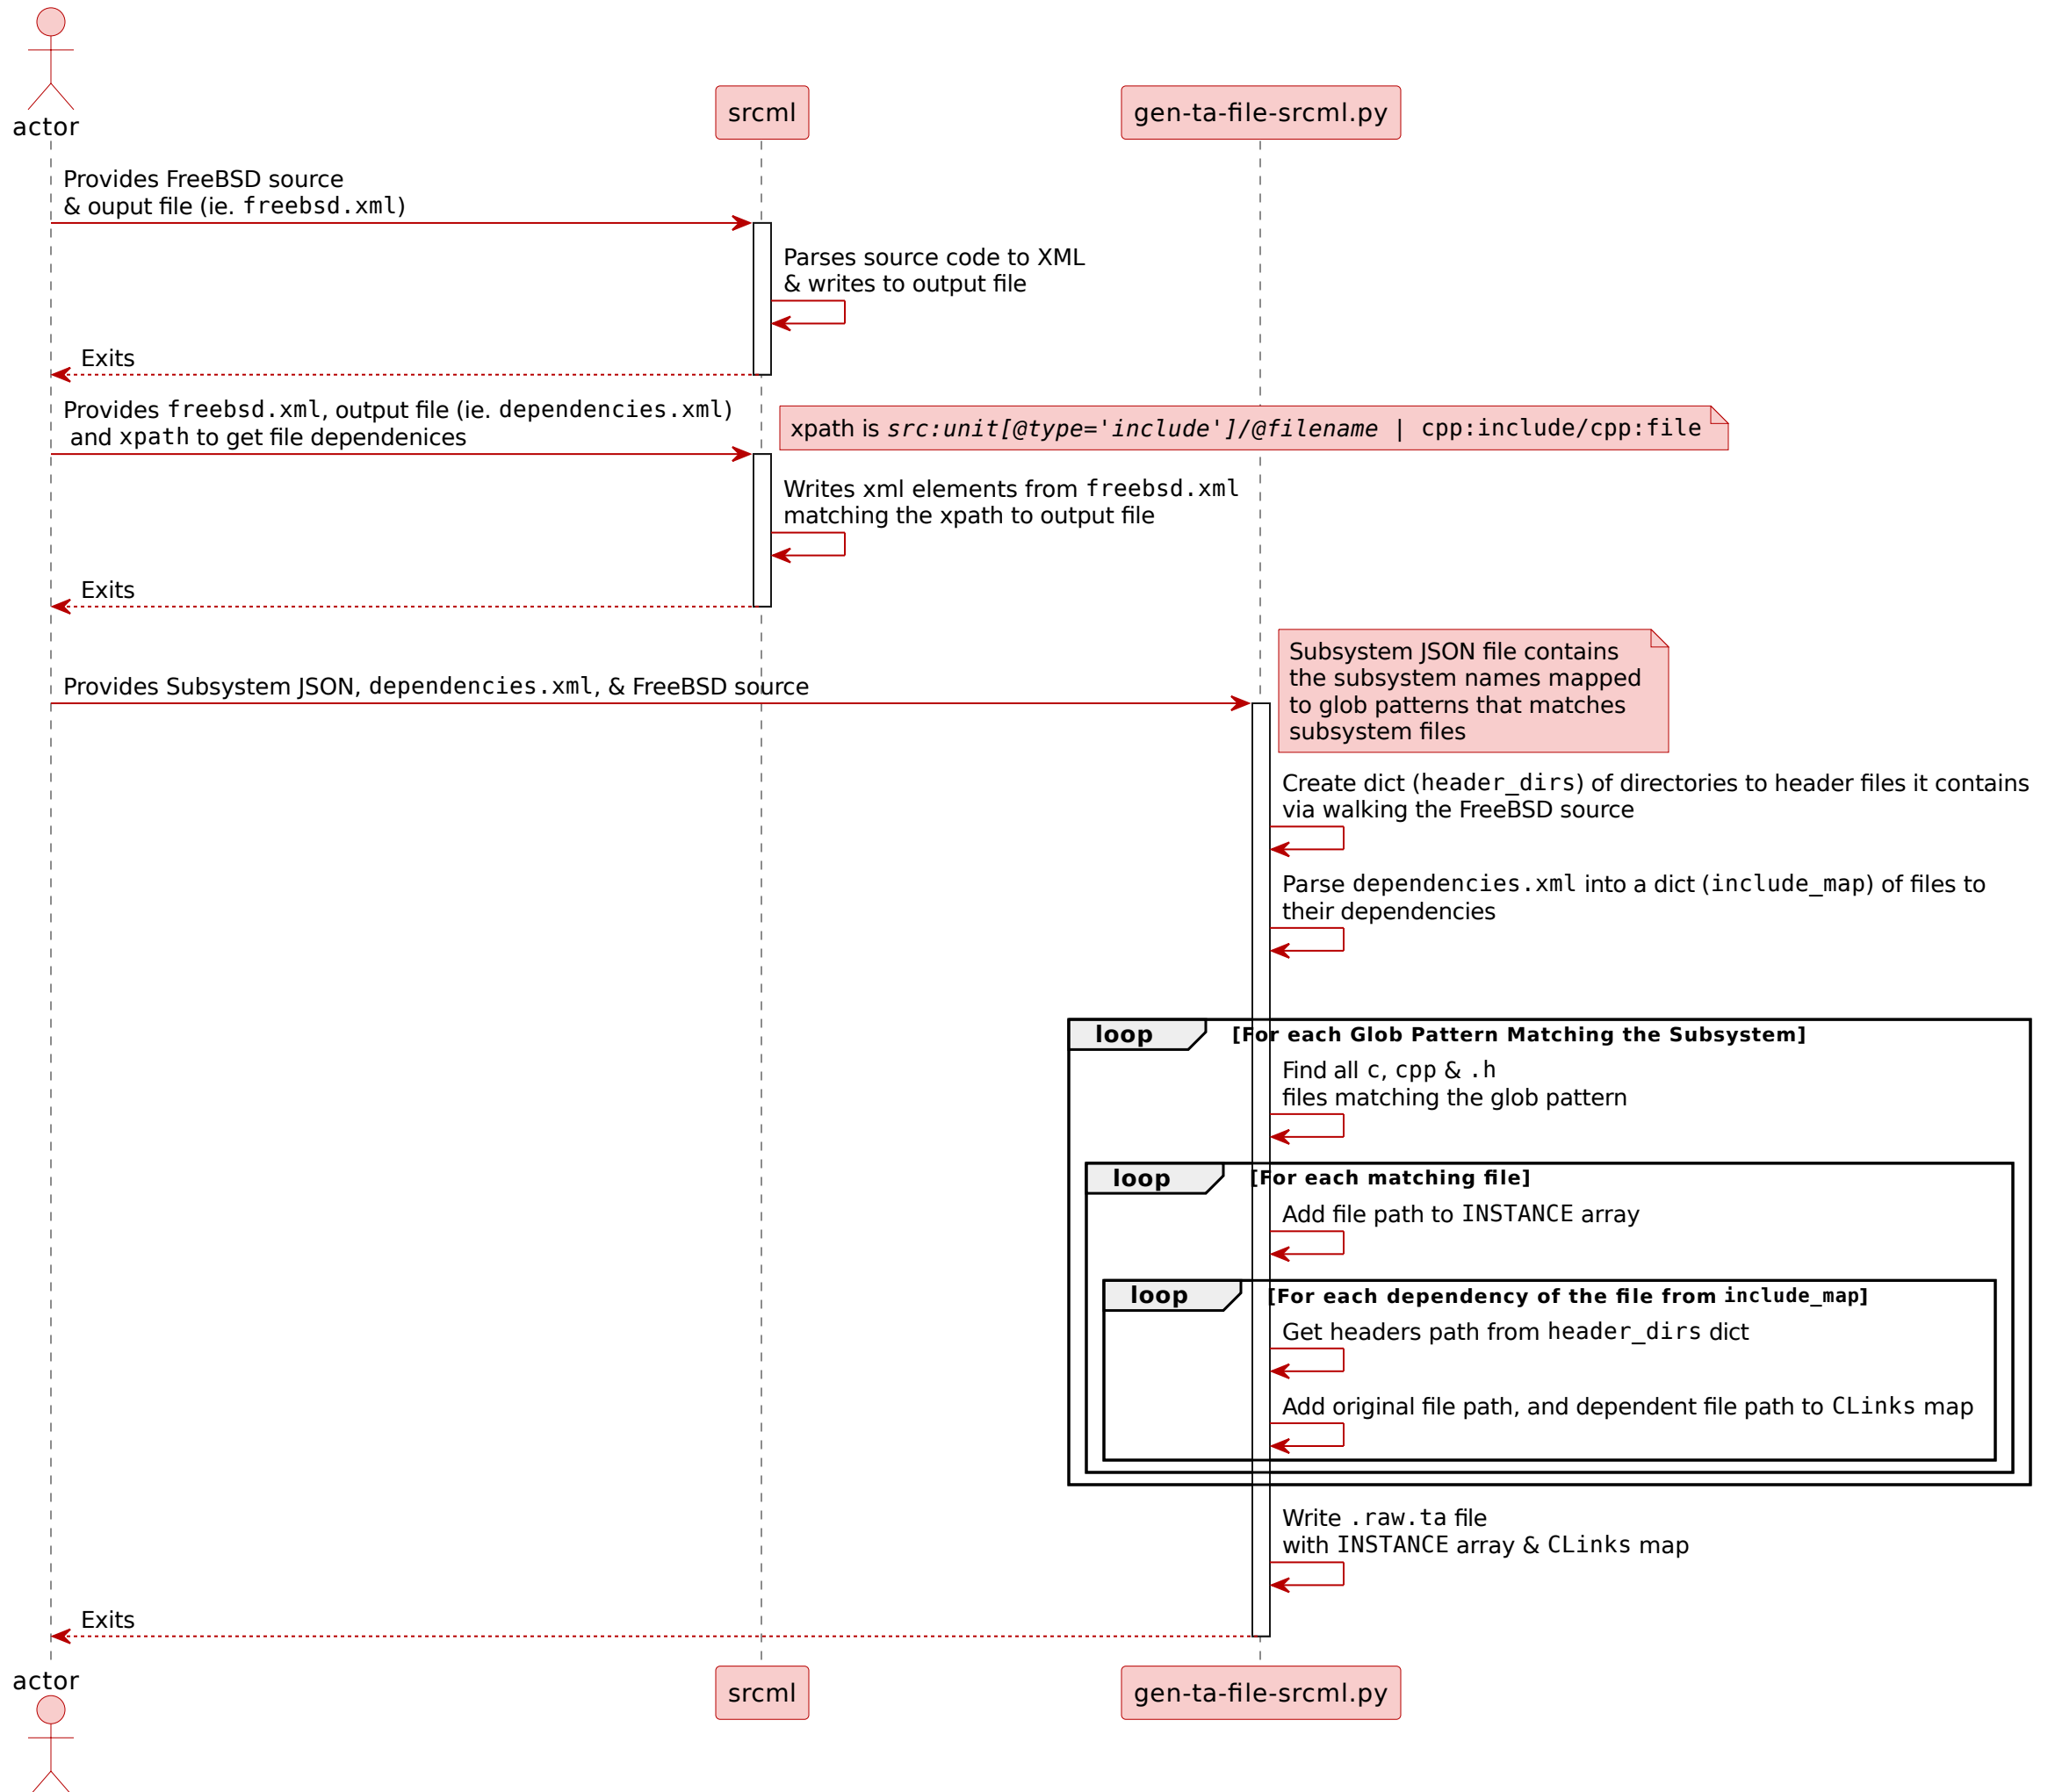 actor
srcml
gen-ta-file-srcml.py
Provides FreeBSD source
& ouput file (ie. freebsd.xml)
Parses source code to XML
& writes to output file
Exits
Provides freebsd.xml, output file (ie. dependencies.xml)
and xpath to get file dependenices
xpath is src:unit[@type='include']/@filename | cpp:include/cpp:file
Writes xml elements from freebsd.xml
matching the xpath to output file
Exits
Subsystem JSON file contains
the subsystem names mapped
to glob patterns that matches
subsystem files
Provides Subsystem JSON, dependencies.xml, & FreeBSD source
Create dict (header_dirs) of directories to header files it contains
via walking the FreeBSD source
Parse dependencies.xml into a dict (include_map) of files to
their dependencies
loop [For each Glob Pattern Matching the Subsystem]
Find all c, cpp & .h
files matching the glob pattern
loop [For each matching file]
Add file path to INSTANCE array
loop [For each dependency of the file from include_map]
Get headers path from header_dirs dict
Add original file path, and dependent file path to CLinks map
Write .raw.ta file
with INSTANCE array & CLinks map
Exits
actor
srcml
gen-ta-file-srcml.py